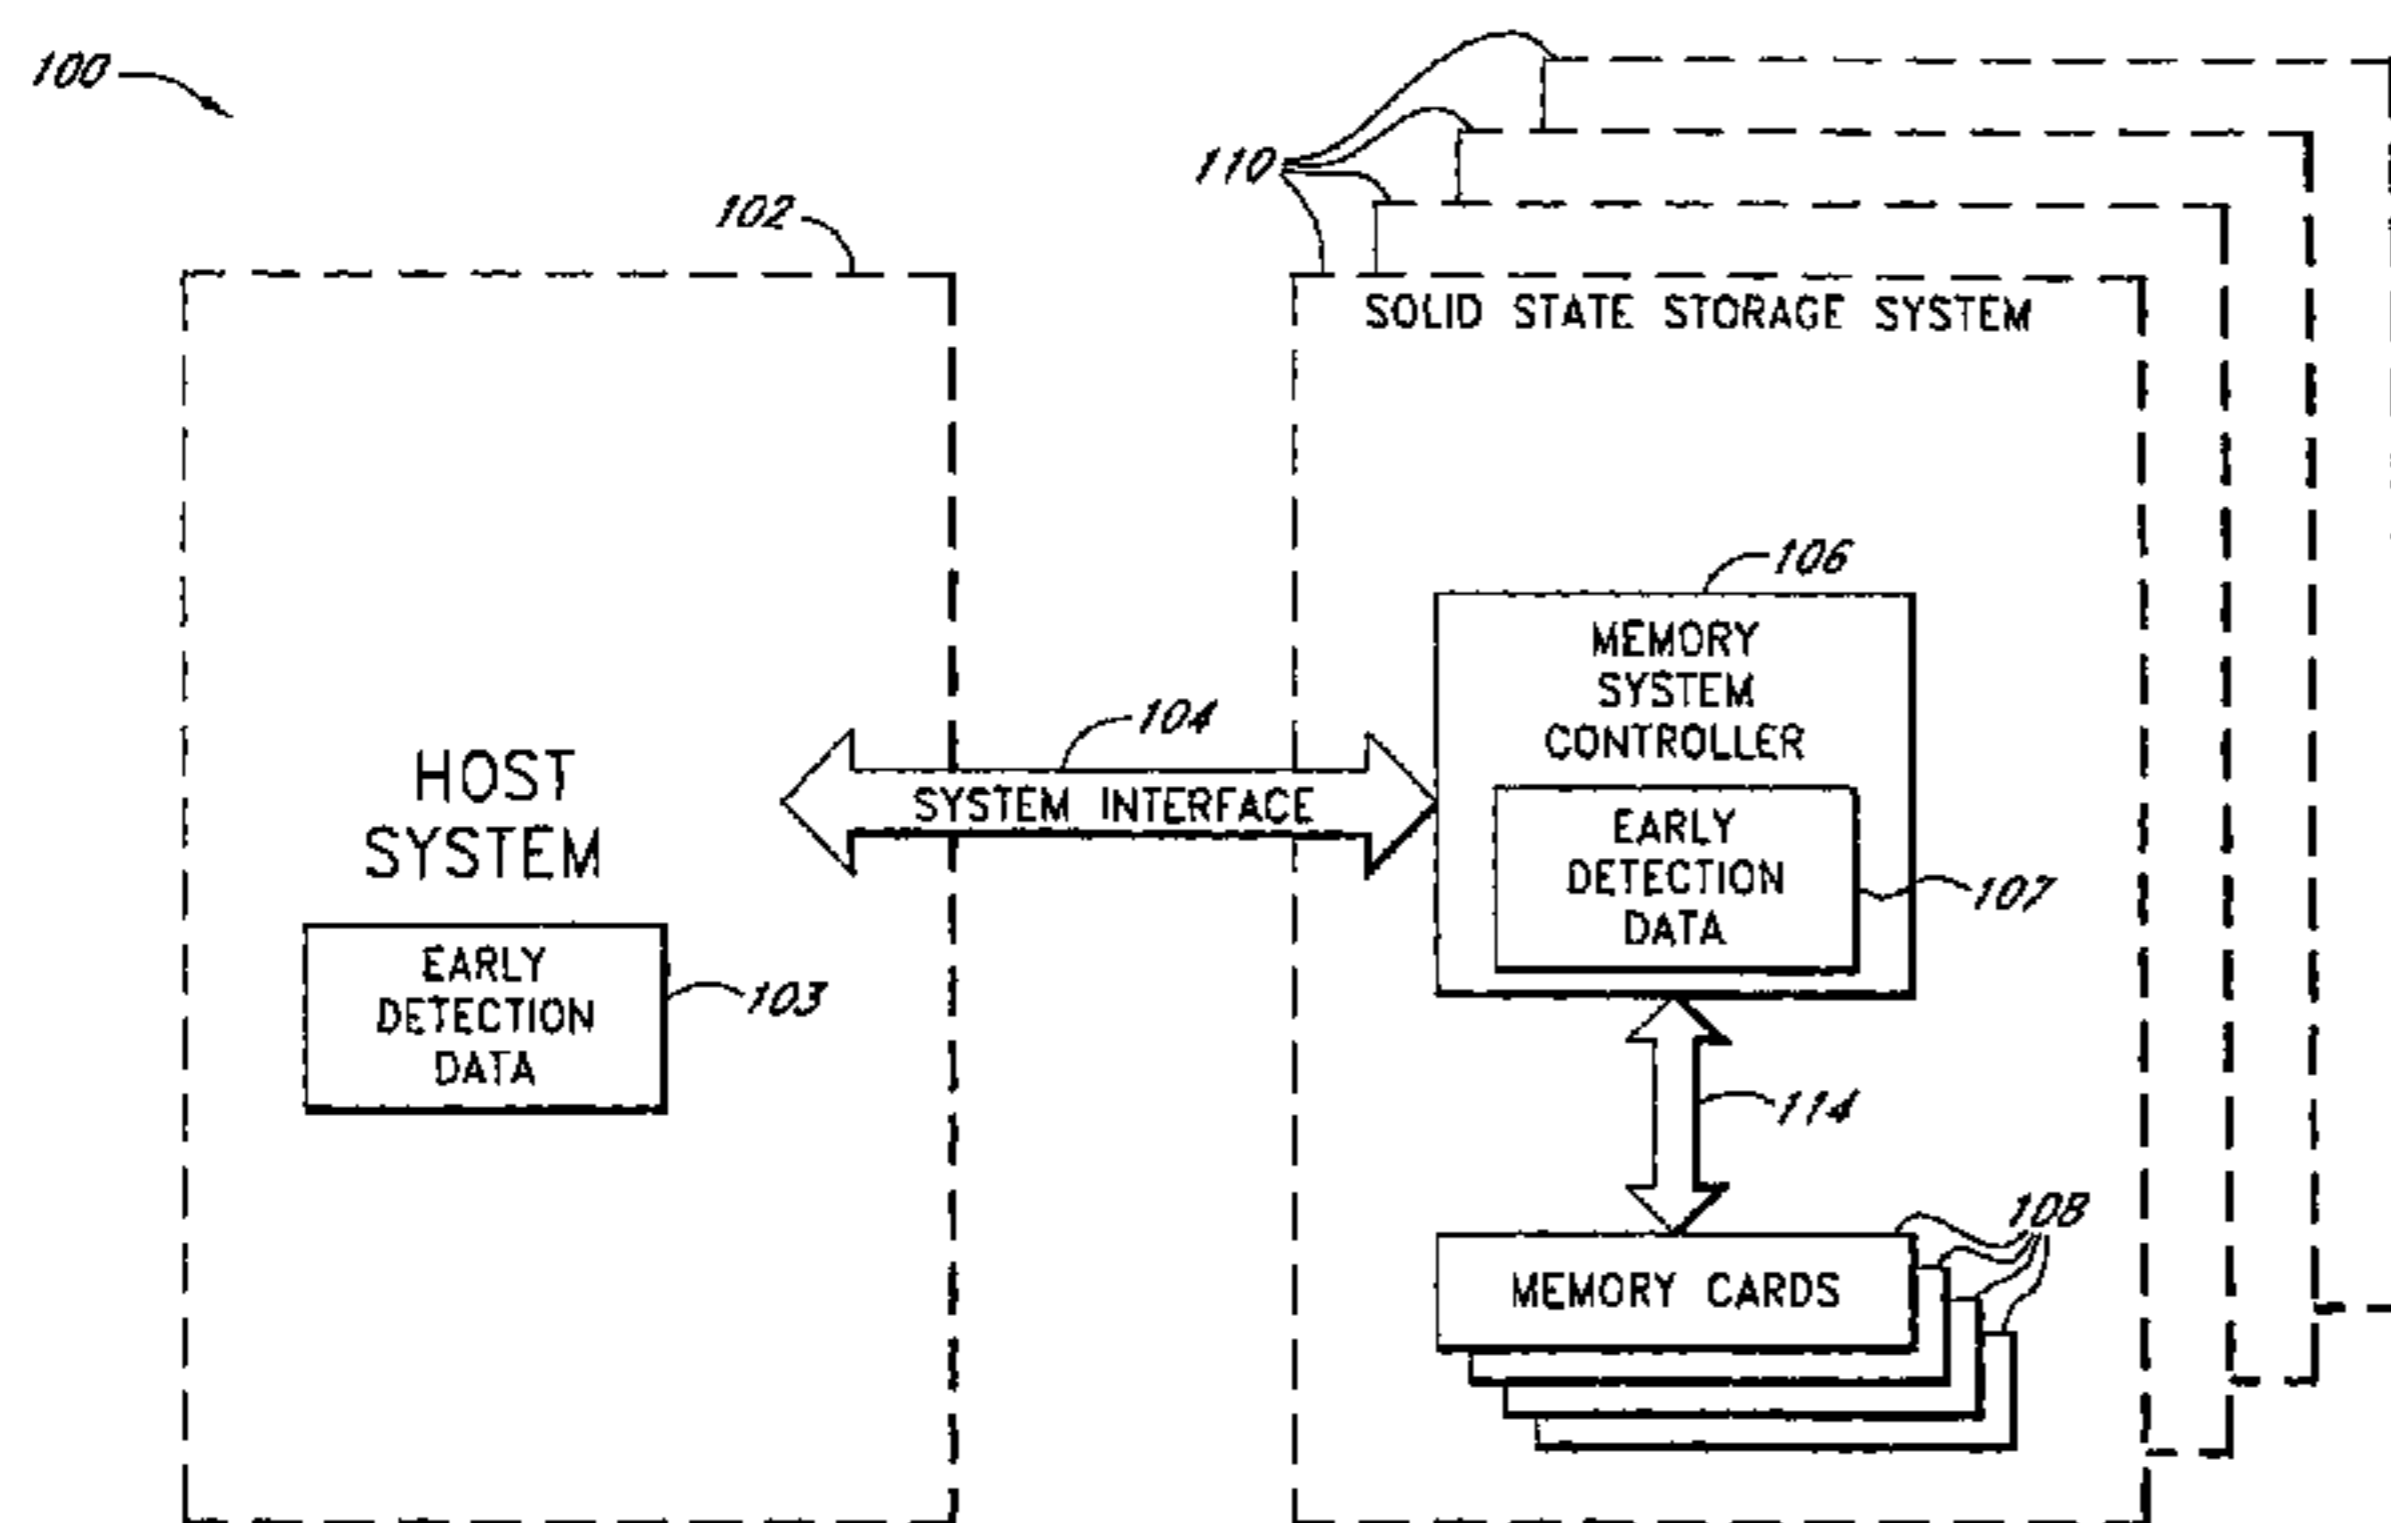 100
110
102
SOLID STATE STORAGE SYSTEM
106
MEMORY
SYSTEM
CONTROLLER
104
SYSTEM INTERFACE
HOST
SYSTEM
EARLY
DETECTION
DATA
107
EARLY
DETECTION
DATA
103
114
108
MEMORY CARDS